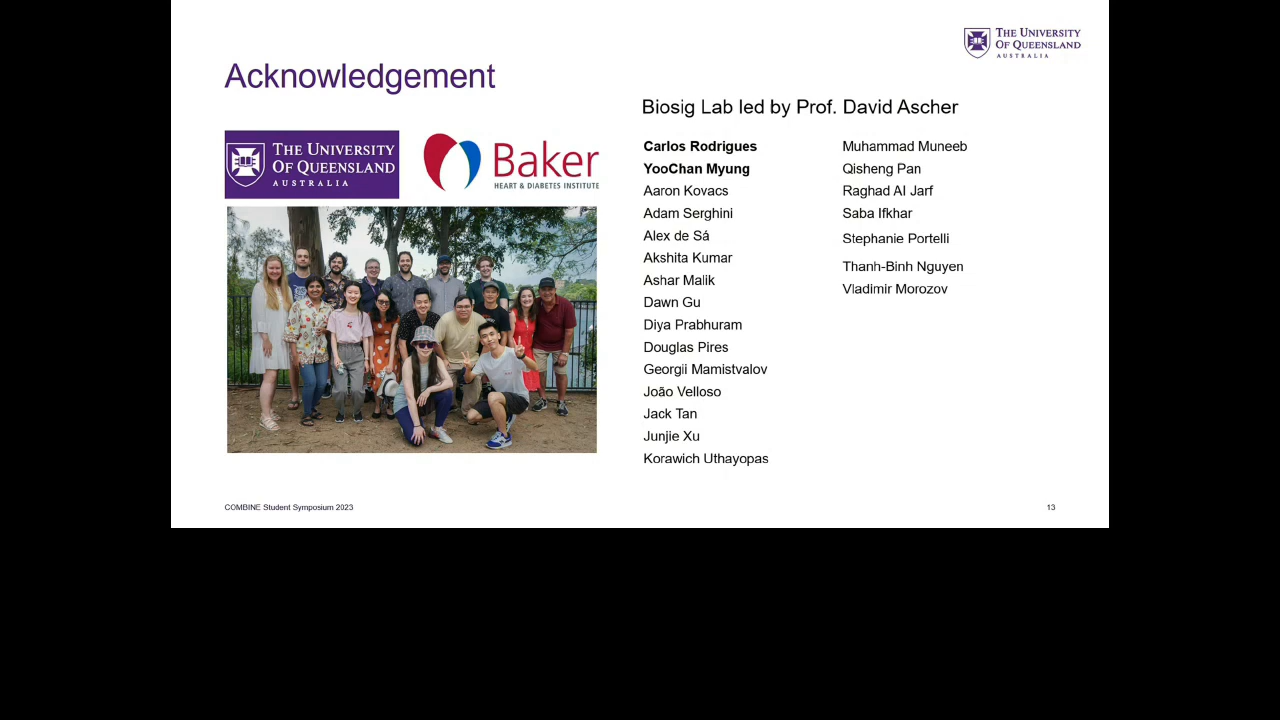 THE UNIVERSITY
OF QUEENSLAND
AUSTRALIA
Acknowledgement
THE UNIVERSITY
OF QUEENSLAND
AUSTRALIA
Baker
HEART & DIABETES INSTITUTE
Biosig Lab led by Prof. David Ascher
Carlos Rodrigues
YooChan Myung
Aaron Kovacs
Adam Serghini
Alex de Sá
Akshita Kumar
Ashar Malik
Dawn Gu
Diya Prabhuram
Douglas Pires
Georgii Mamistvalov
João Velloso
Jack Tan
Junjie Xu
Korawich Uthayopas
Muhammad Muneeb
Qisheng Pan
Raghad Al Jarf
Saba Ifkhar
Stephanie Portelli
Thanh-Binh Nguyen
Vladimir Morozov
COMBINE Student Symposium 2023
13